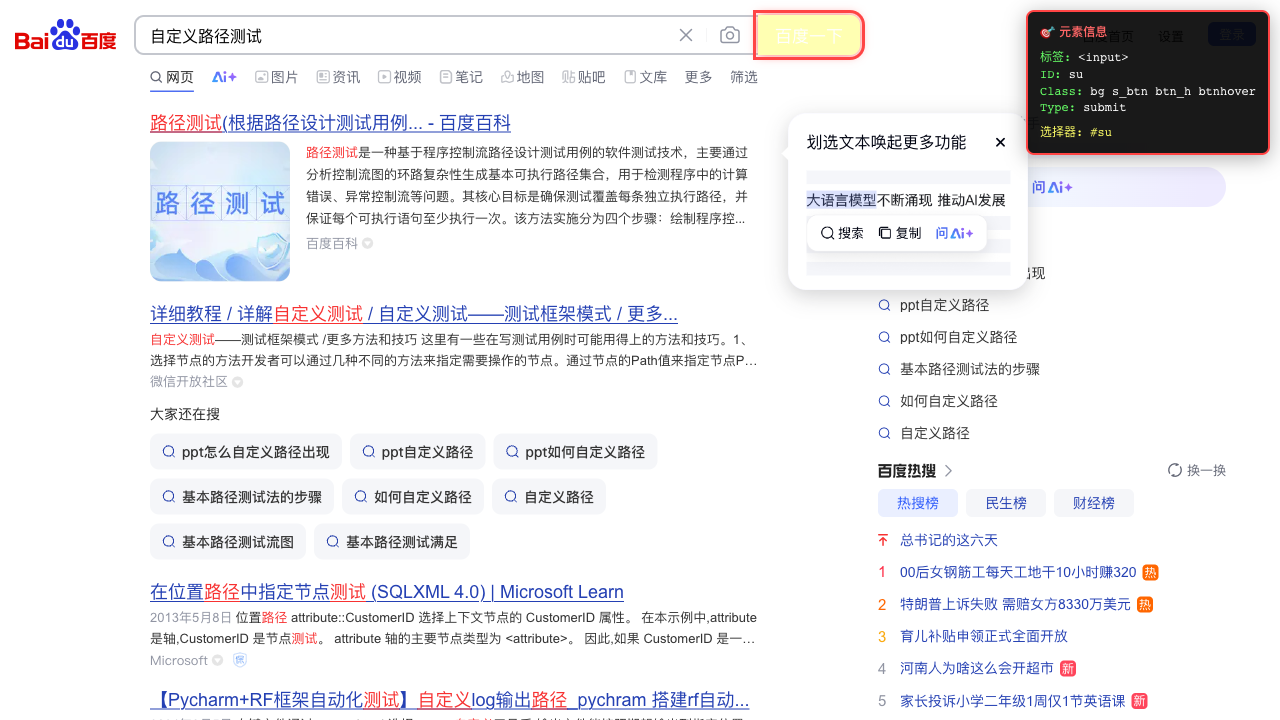 Bai du 百度
自定义路径测试
百度一下
百度首页
设置
登录
🎯 元素信息
标签: <input>
ID: su
Class: bg s_btn btn_h btnhover
Type: submit
选择器: #su
网页
Ai+
图片
资讯
视频
笔记
地图
贴吧
文库
更多
筛选
路径测试(根据路径设计测试用例... - 百度百科
路径测试
路径测试是一种基于程序控制流路径设计测试用例的软件测试技术，主要通过
分析控制流图的环路复杂性生成基本可执行路径集合，用于检测程序中的计算
错误、异常控制流等问题。其核心目标是确保测试覆盖每条独立执行路径，并
保证每个可执行语句至少执行一次。该方法实施分为四个步骤：绘制程序控...
百度百科
详细教程 / 详解自定义测试 / 自定义测试——测试框架模式 / 更多...
自定义测试——测试框架模式 /更多方法和技巧 这里有一些在写测试用例时可能用得上的方法和技巧。1、
选择节点的方法开发者可以通过几种不同的方法来指定需要操作的节点。通过节点的Path值来指定节点P...
微信开放社区
大家还在搜
ppt怎么自定义路径出现
ppt自定义路径
ppt如何自定义路径
基本路径测试法的步骤
如何自定义路径
自定义路径
基本路径测试流图
基本路径测试满足
在位置路径中指定节点测试 (SQLXML 4.0) | Microsoft Learn
2013年5月8日 位置路径 attribute::CustomerID 选择上下文节点的 CustomerID 属性。 在本示例中,attribute
是轴,CustomerID 是节点测试。 attribute 轴的主要节点类型为 <attribute>。 因此,如果 CustomerID 是一...
Microsoft
保
【Pycharm+RF框架自动化测试】自定义log输出路径_pychram 搭建rf自动...
划选文本唤起更多功能
大语言模型不断涌现 推动AI发展
搜索
复制
问Ai+
问Ai+
出现
ppt自定义路径
ppt如何自定义路径
基本路径测试法的步骤
如何自定义路径
自定义路径
百度热搜
换一换
热搜榜
民生榜
财经榜
总书记的这六天
1 00后女钢筋工每天工地干10小时赚320 热
2 特朗普上诉失败 需赔女方8330万美元 热
3 育儿补贴申领正式全面开放
4 河南人为啥这么会开超市 新
5 家长投诉小学二年级1周仅1节英语课 新